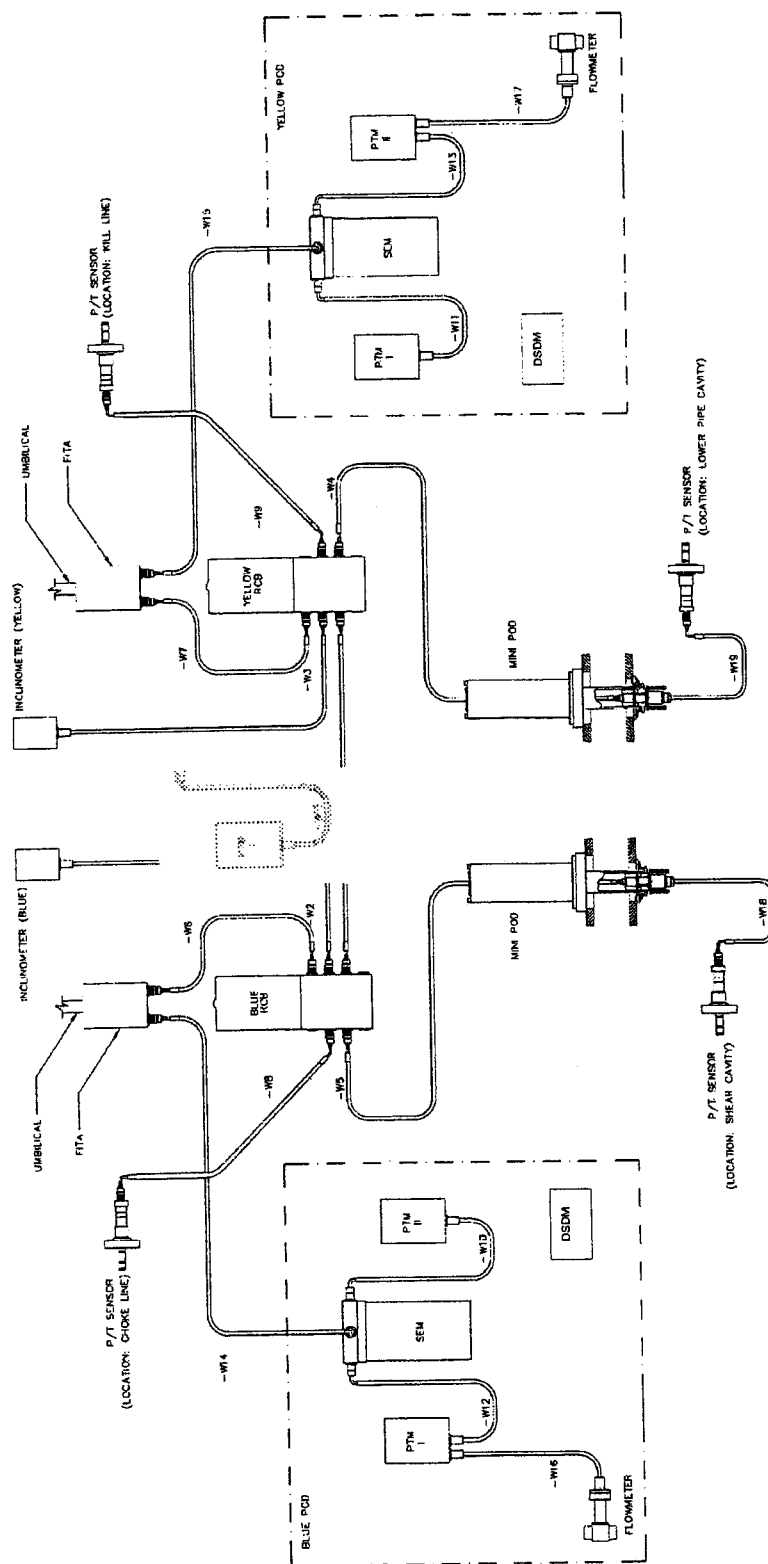 YELLOW POD
FLOWMETER
-W17
PTM
II
-W13
SEM
-W11
PTM
I
DSDM
-W15
P/T SENSOR
(LOCATION: KILL LINE)
UMBILICAL
FITA
-W9
-W4
YELLOW
RCB
-W7
-W3
INCLINOMETER (YELLOW)
MINI POD
P/T SENSOR
(LOCATION: LOWER PIPE CAVITY)
-W19
INCLINOMETER (BLUE)
-W6
-W2
BLUE
RCB
UMBILICAL
FITA
-W8
-W5
MINI POD
-W18
P/T SENSOR
(LOCATION: SHEAR CAVITY)
P/T SENSOR
(LOCATION: CHOKE LINE)
-W14
PTM
II
-W10
DSDM
SEM
-W12
PTM
I
-W16
FLOWMETER
BLUE POD